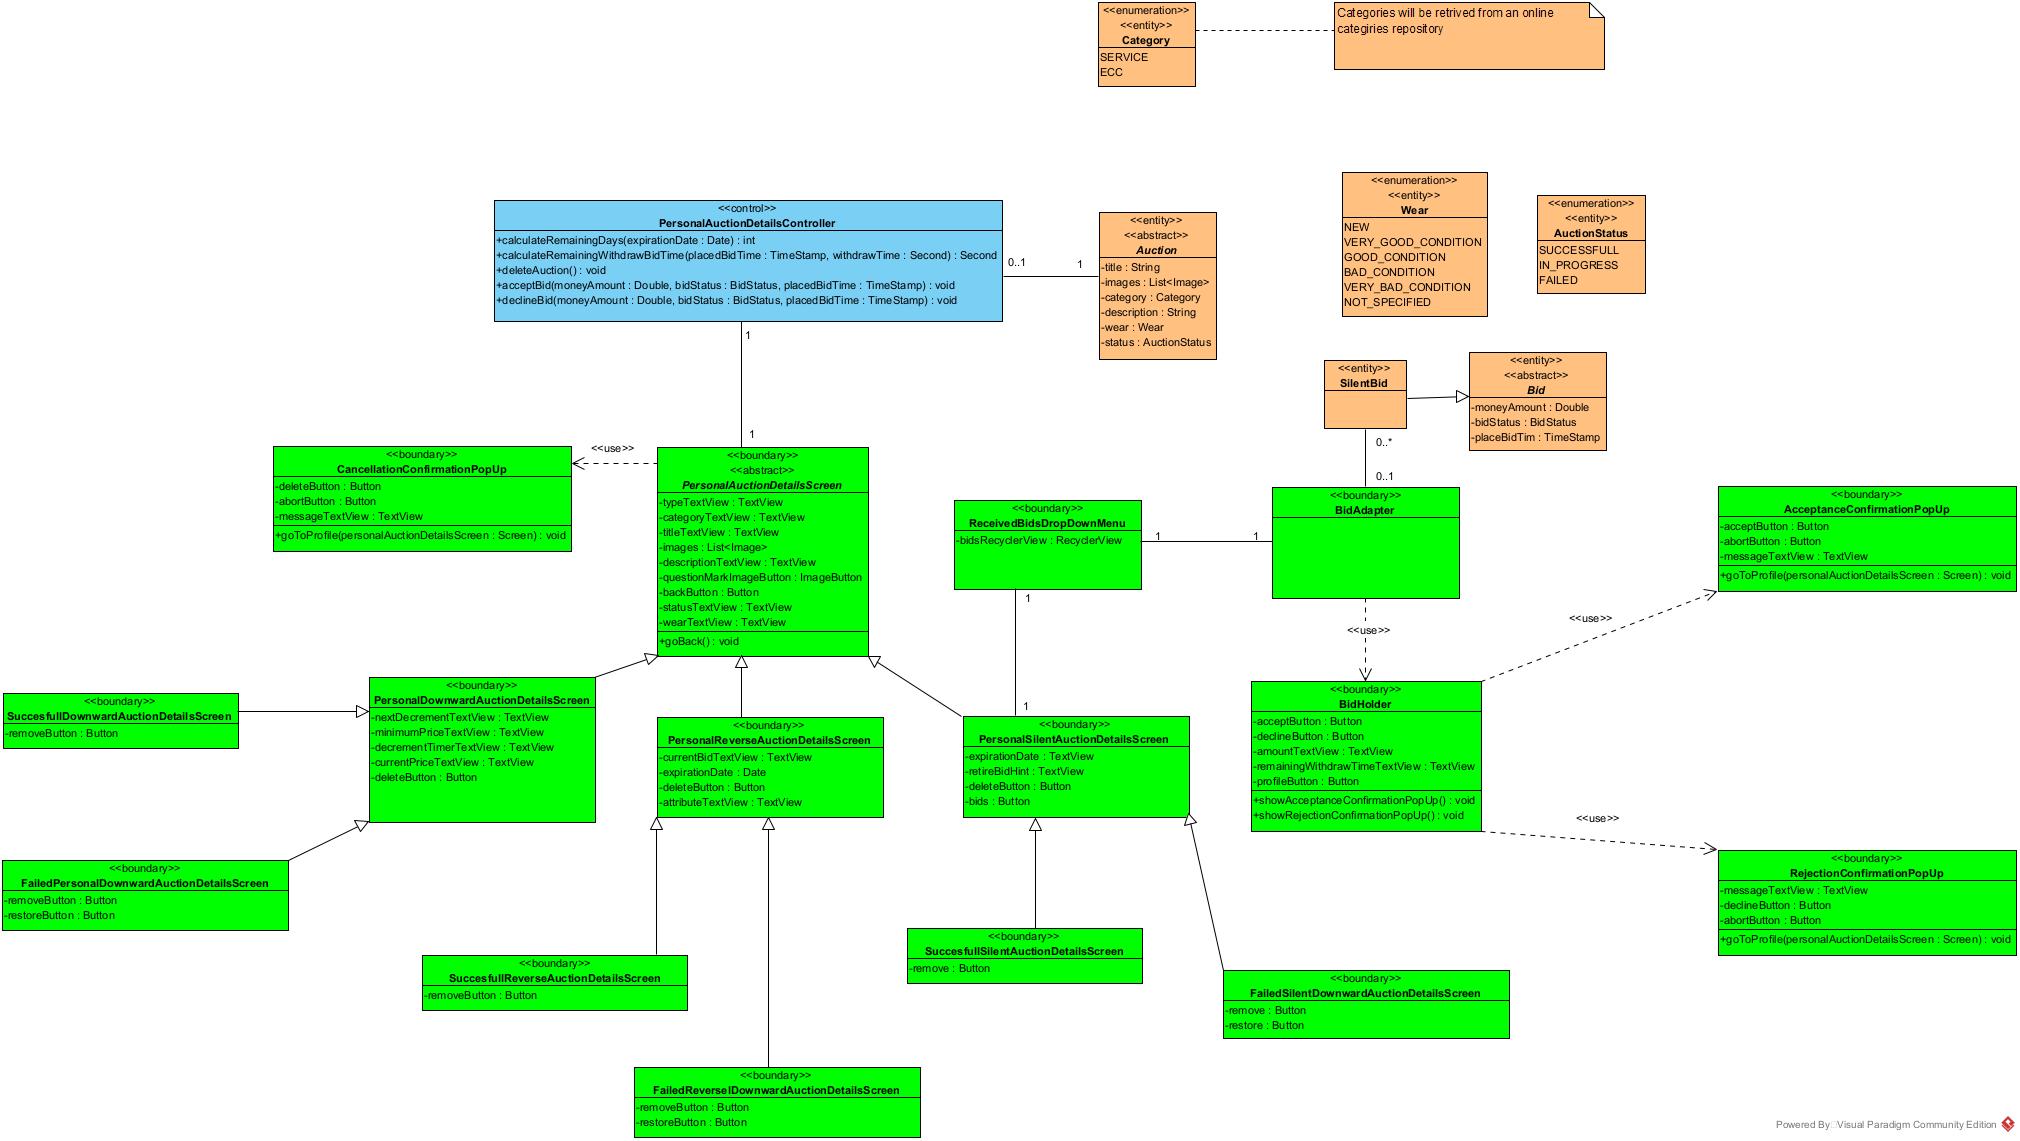 <<enumeration>>
<<entity>>
Category
SERVICE
ECC
Categories will be retrived from an online
categiries repository
<<control>>
PersonalAuctionDetailsController
+calculateRemainingDays(expirationDate : Date) : int
+calculateRemainingWithdrawBidTime(placedBidTime : TimeStamp, withdrawTime : Second) : Second
+deleteAuction() : void
+acceptBid(moneyAmount : Double, bidStatus : BidStatus, placedBidTime : TimeStamp) : void
+declineBid(moneyAmount : Double, bidStatus : BidStatus, placedBidTime : TimeStamp) : void
0..1
1
<<entity>>
<<abstract>>
Auction
-title : String
-images : List<Image>
-category : Category
-description : String
-wear : Wear
-status : AuctionStatus
<<enumeration>>
<<entity>>
Wear
NEW
VERY_GOOD_CONDITION
GOOD_CONDITION
BAD_CONDITION
VERY_BAD_CONDITION
NOT_SPECIFIED
<<enumeration>>
<<entity>>
AuctionStatus
SUCCESSFULL
IN_PROGRESS
FAILED
1
1
<<entity>>
SilentBid
<<entity>>
<<abstract>>
Bid
-moneyAmount : Double
-bidStatus : BidStatus
-placeBidTim : TimeStamp
0..*
0..1
<<boundary>>
CancellationConfirmationPopUp
-deleteButton : Button
-abortButton : Button
-messageTextView : TextView
+goToProfile(personalAuctionDetailsScreen : Screen) : void
<<use>>
<<boundary>>
<<abstract>>
PersonalAuctionDetailsScreen
-typeTextView : TextView
-categoryTextView : TextView
-titleTextView : TextView
-images : List<Image>
-descriptionTextView : TextView
-questionMarkImageButton : ImageButton
-backButton : Button
-statusTextView : TextView
-wearTextView : TextView
+goBack() : void
<<boundary>>
ReceivedBidsDropDownMenu
-bidsRecyclerView : RecyclerView
1
1
<<boundary>>
BidAdapter
<<boundary>>
AcceptanceConfirmationPopUp
-acceptButton : Button
-abortButton : Button
-messageTextView : TextView
+goToProfile(personalAuctionDetailsScreen : Screen) : void
1
1
<<use>>
<<use>>
<<boundary>>
SuccesfullDownwardAuctionDetailsScreen
-removeButton : Button
<<boundary>>
PersonalDownwardAuctionDetailsScreen
-nextDecrementTextView : TextView
-minimumPriceTextView : TextView
-decrementTimerTextView : TextView
-currentPriceTextView : TextView
-deleteButton : Button
<<boundary>>
PersonalReverseAuctionDetailsScreen
-currentBidTextView : TextView
-expirationDate : Date
-deleteButton : Button
-attributeTextView : TextView
<<boundary>>
PersonalSilentAuctionDetailsScreen
-expirationDate : TextView
-retireBidHint : TextView
-deleteButton : Button
-bids : Button
<<boundary>>
BidHolder
-acceptButton : Button
-declineButton : Button
-amountTextView : TextView
-remainingWithdrawTimeTextView : TextView
-profileButton : Button
+showAcceptanceConfirmationPopUp() : void
+showRejectionConfirmationPopUp() : void
<<use>>
<<boundary>>
RejectionConfirmationPopUp
-messageTextView : TextView
-declineButton : Button
-abortButton : Button
+goToProfile(personalAuctionDetailsScreen : Screen) : void
<<boundary>>
FailedPersonalDownwardAuctionDetailsScreen
-removeButton : Button
-restoreButton : Button
<<boundary>>
SuccesfullReverseAuctionDetailsScreen
-removeButton : Button
<<boundary>>
SuccesfullSilentAuctionDetailsScreen
-remove : Button
<<boundary>>
FailedSilentDownwardAuctionDetailsScreen
-remove : Button
-restore : Button
<<boundary>>
FailedReverselDownwardAuctionDetailsScreen
-removeButton : Button
-restoreButton : Button
Powered By Visual Paradigm Community Edition